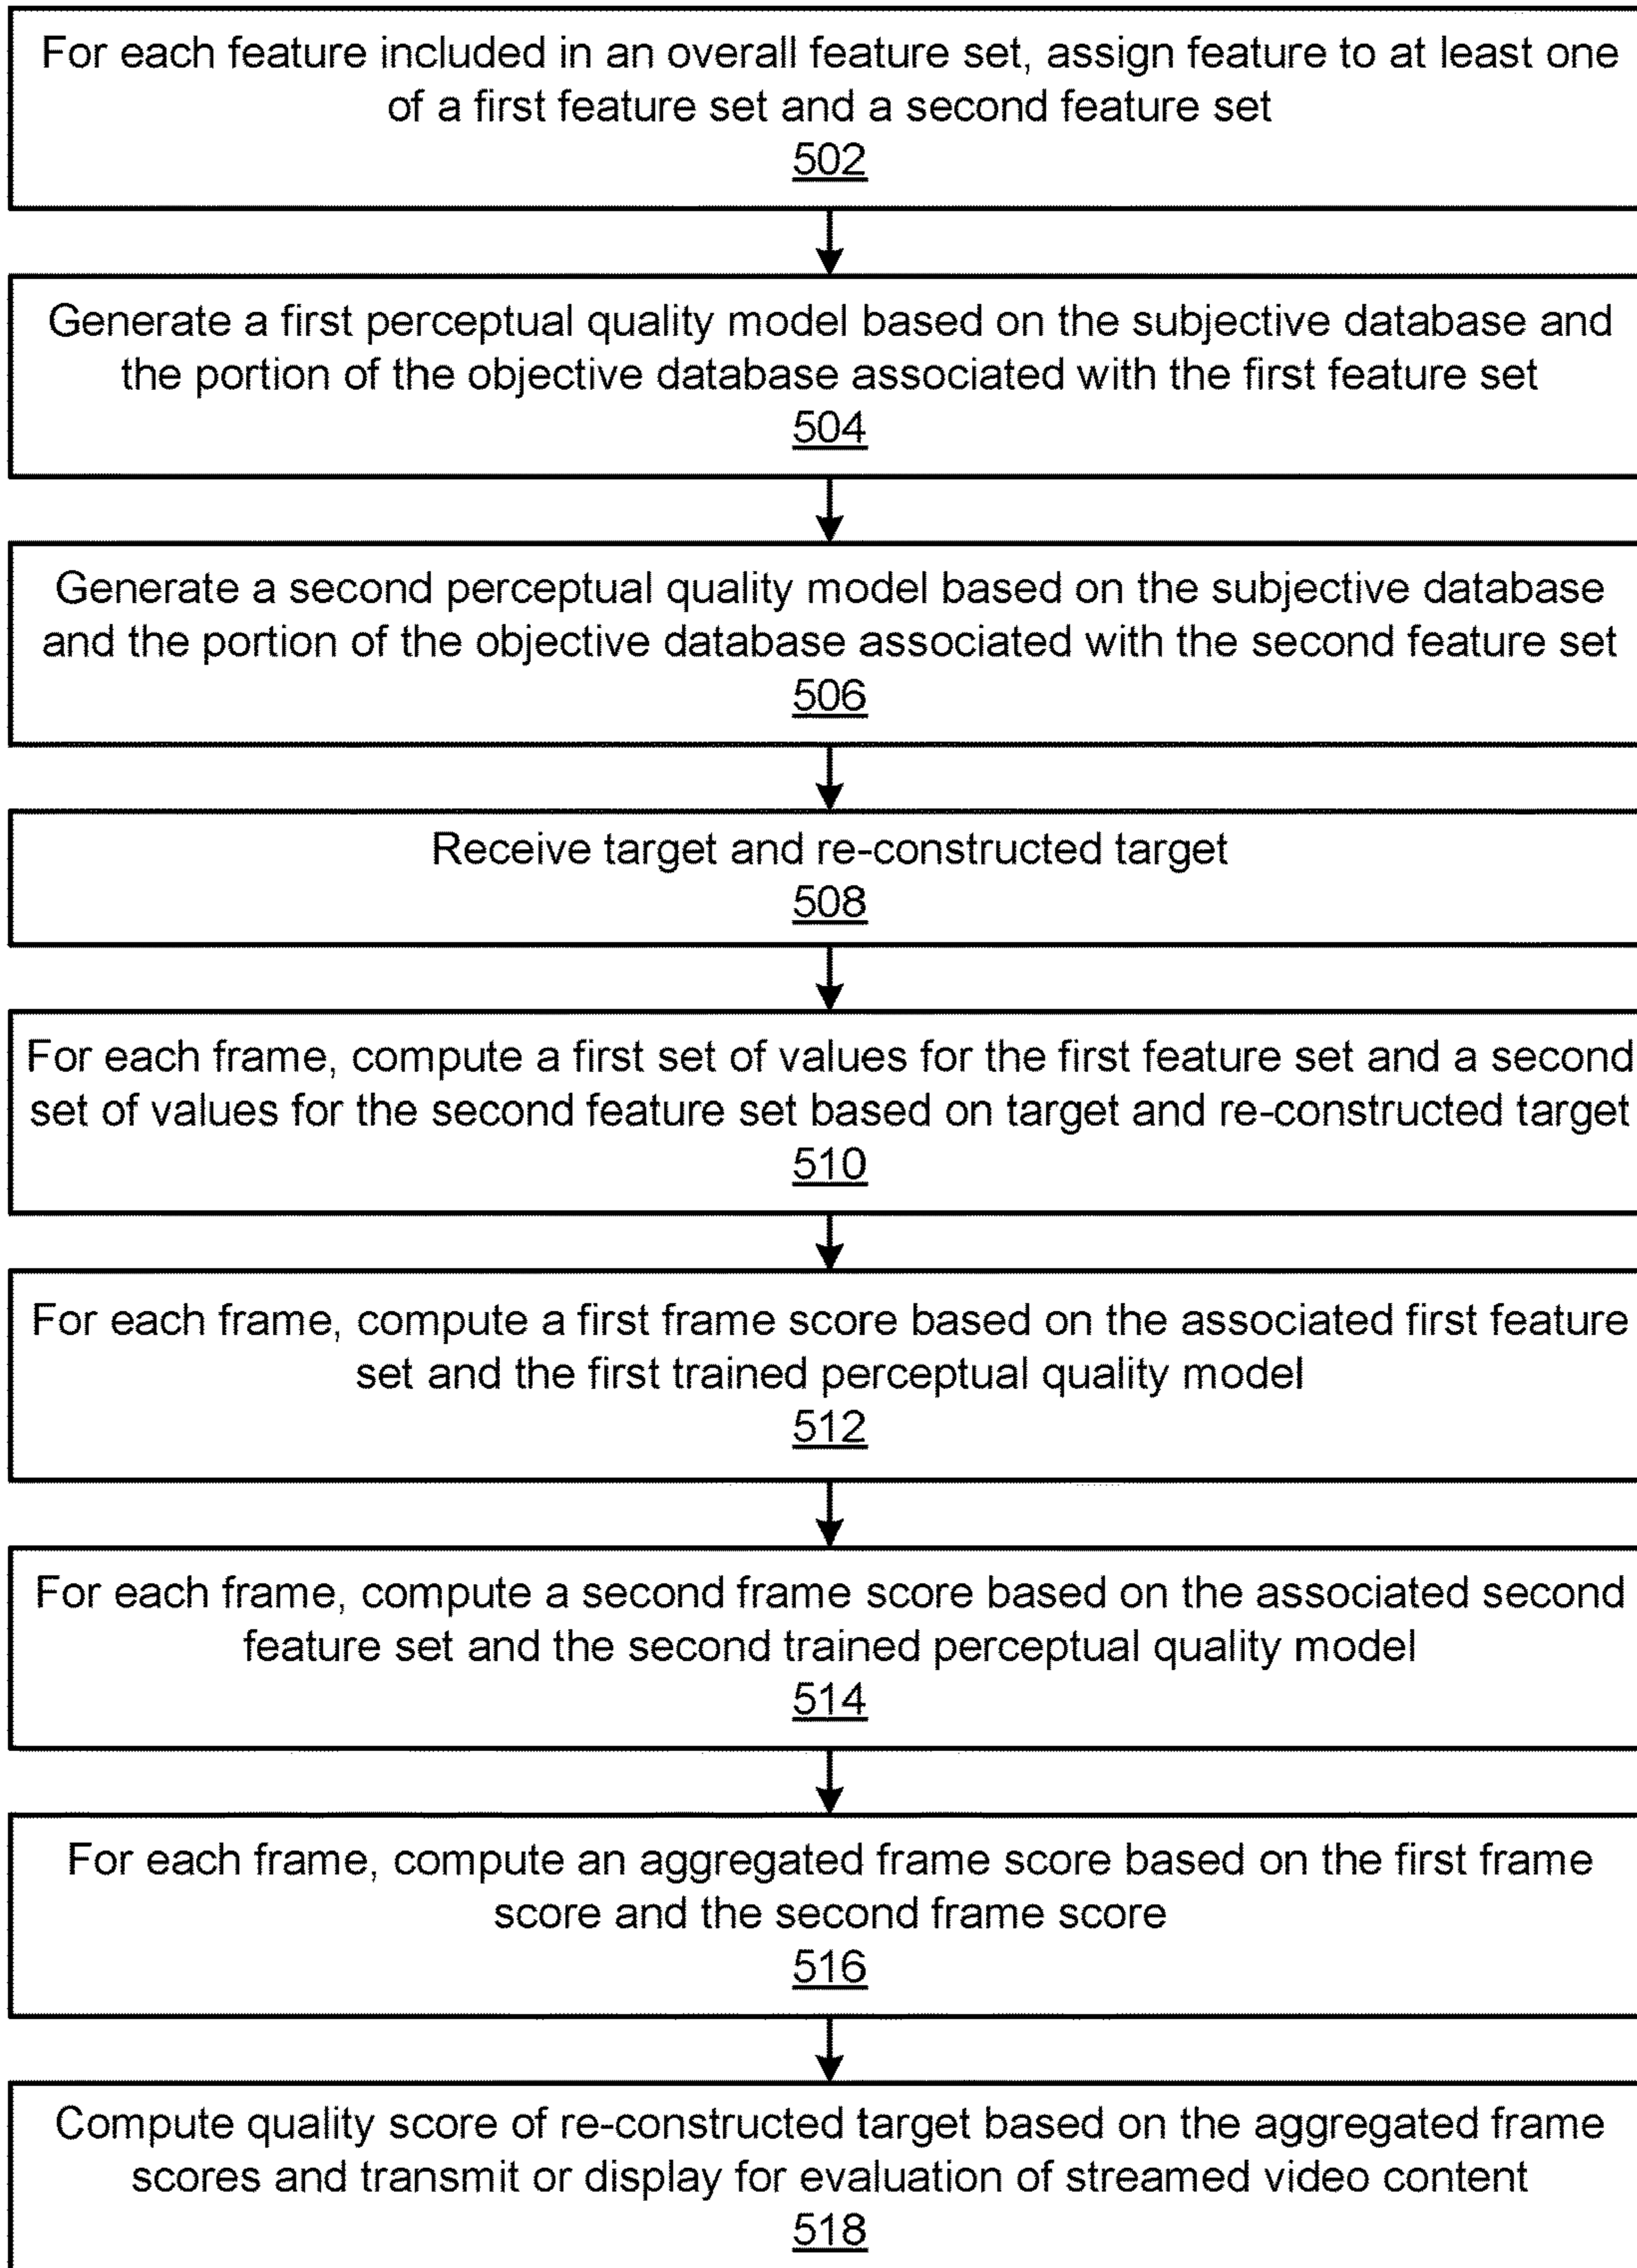 For each feature included in an overall feature set, assign feature to at least one
of a first feature set and a second feature set
502
Generate a first perceptual quality model based on the subjective database and
the portion of the objective database associated with the first feature set
504
Generate a second perceptual quality model based on the subjective database
and the portion of the objective database associated with the second feature set
506
Receive target and re-constructed target
508
For each frame, compute a first set of values for the first feature set and a second
set of values for the second feature set based on target and re-constructed target
510
For each frame, compute a first frame score based on the associated first feature
set and the first trained perceptual quality model
512
For each frame, compute a second frame score based on the associated second
feature set and the second trained perceptual quality model
514
For each frame, compute an aggregated frame score based on the first frame
score and the second frame score
516
Compute quality score of re-constructed target based on the aggregated frame
scores and transmit or display for evaluation of streamed video content
518